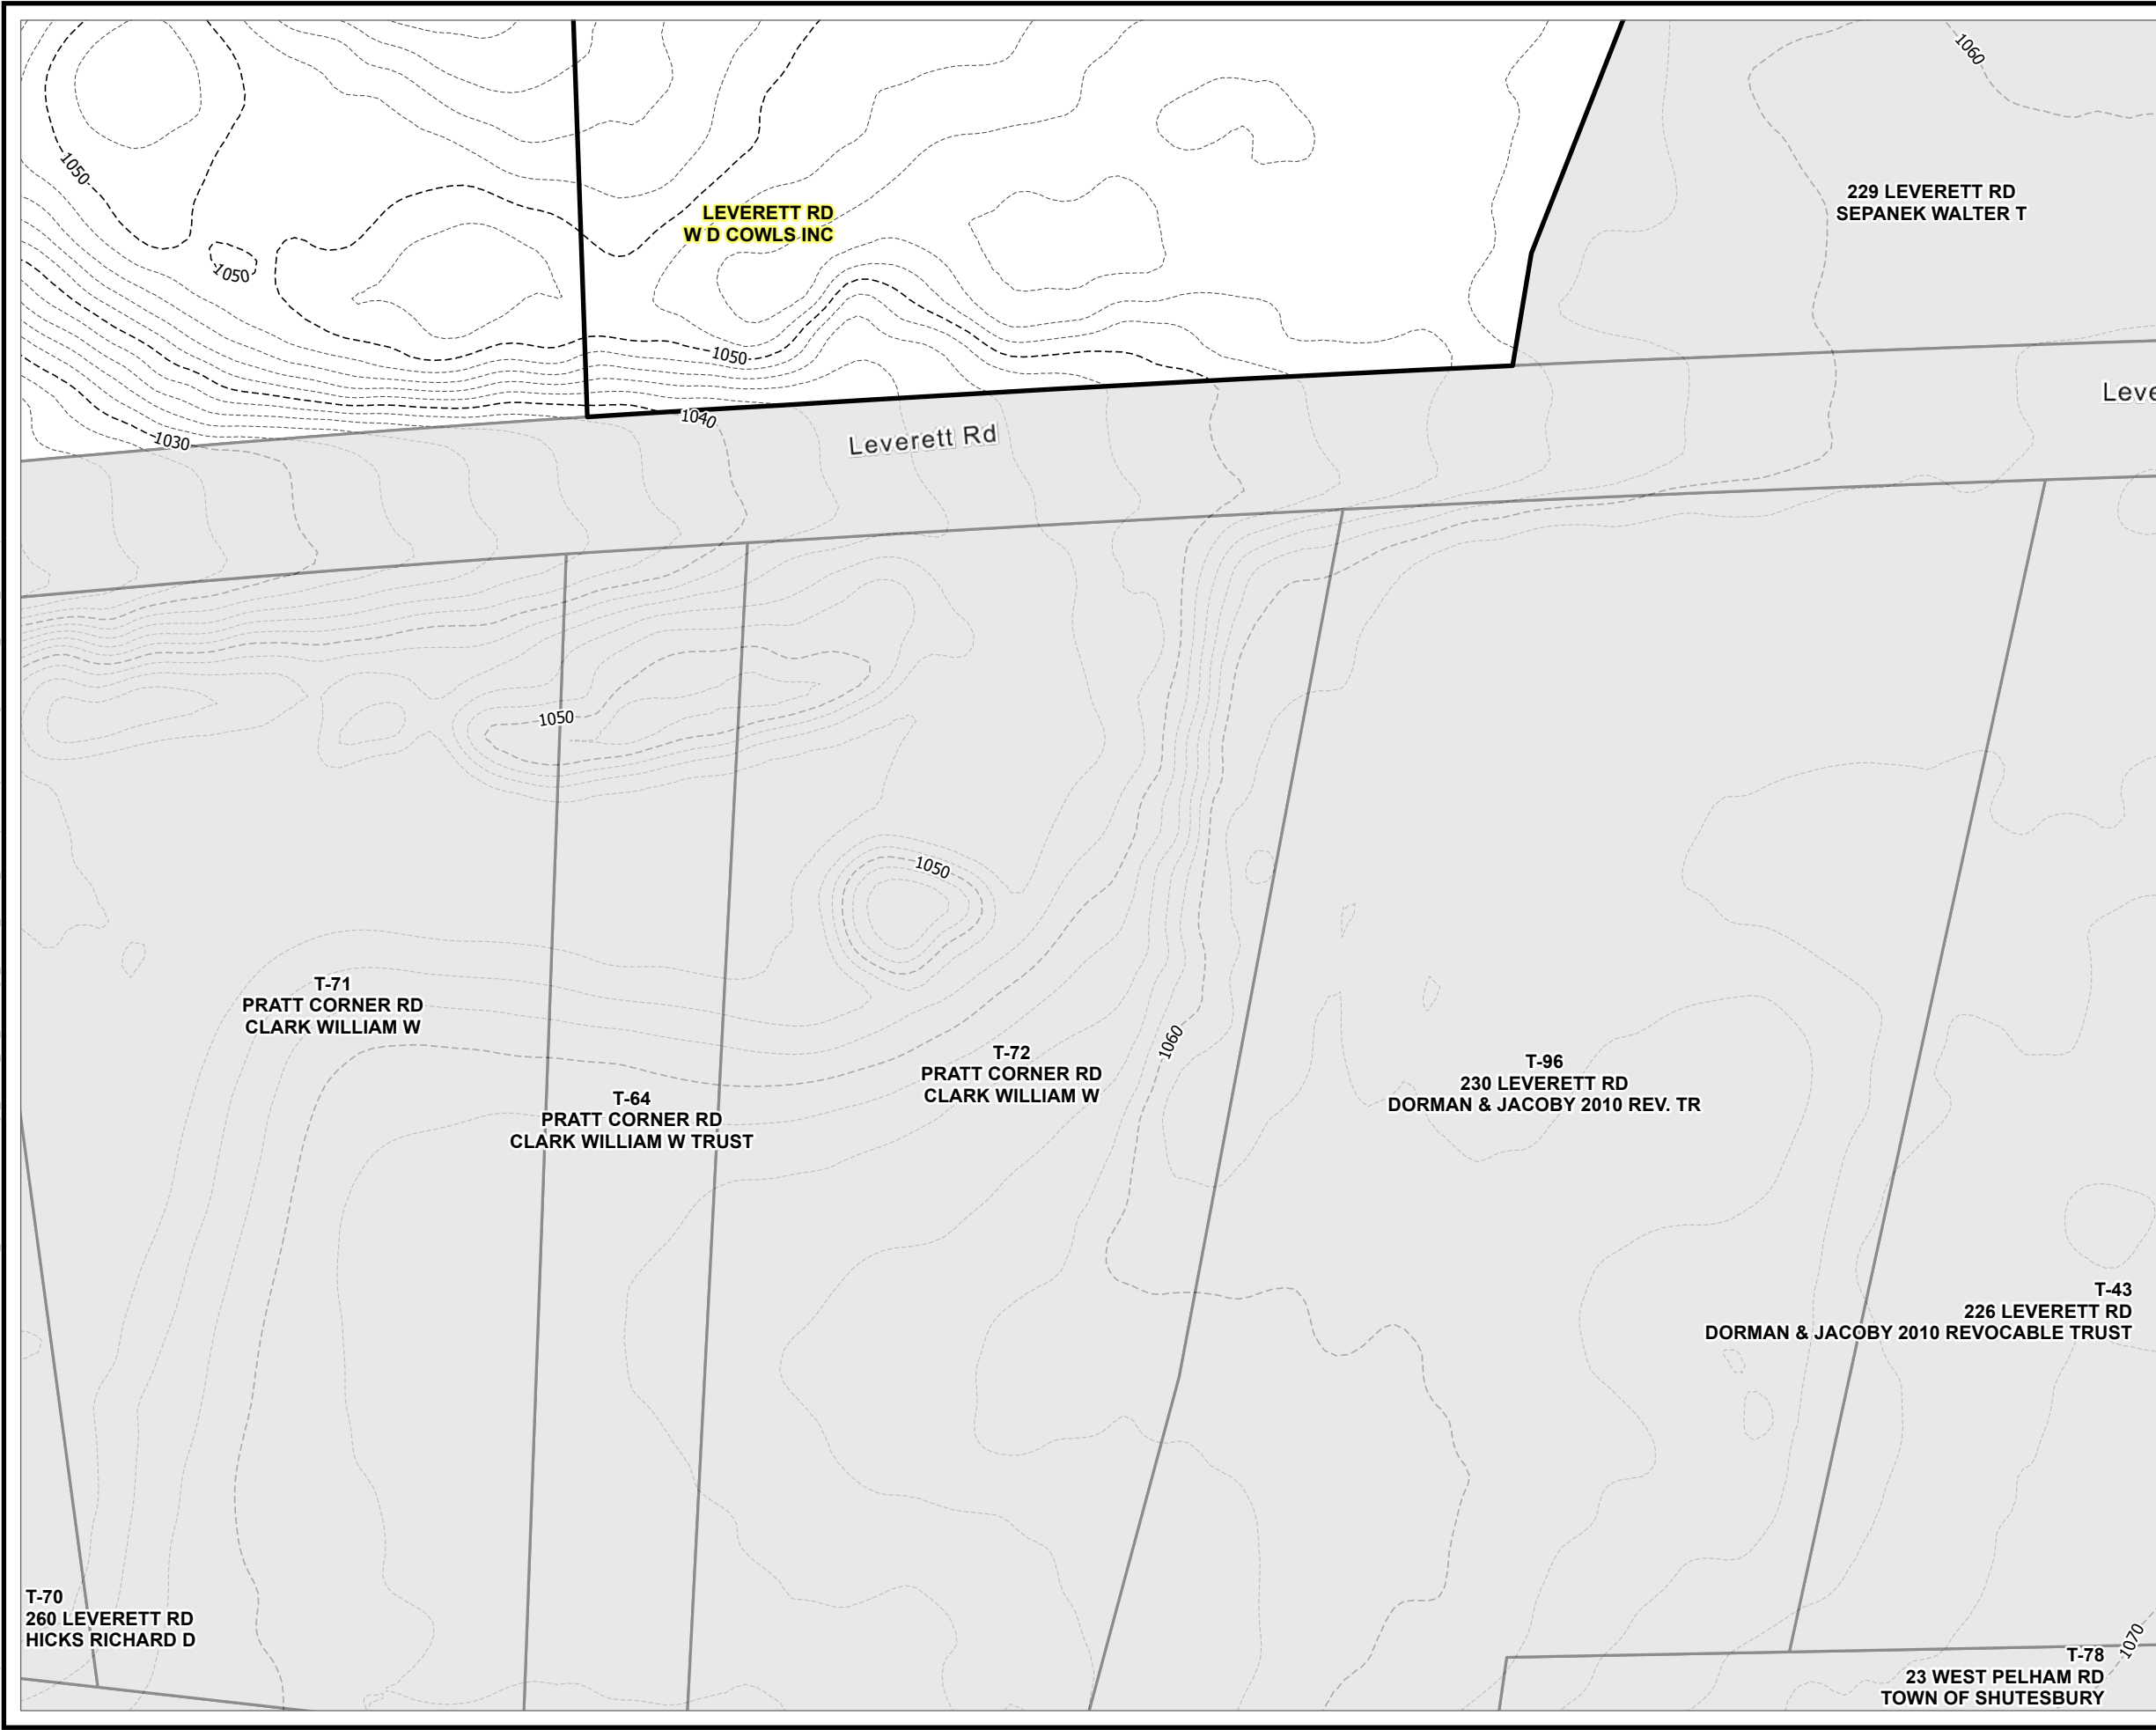 1060
1050
229 LEVERETT RD
SEPANEK WALTER T
LEVERETT RD
W D COWLS INC
1050
1050
Leve
1040
Leverett Rd
1030
1050
1050
T-71
PRATT CORNER RD
CLARK WILLIAM W
1060
T-72
PRATT CORNER RD
CLARK WILLIAM W
T-96
230 LEVERETT RD
DORMAN & JACOBY 2010 REV. TR
T-64
PRATT CORNER RD
CLARK WILLIAM W TRUST
T-43
226 LEVERETT RD
DORMAN & JACOBY 2010 REVOCABLE TRUST
T-70
260 LEVERETT RD
HICKS RICHARD D
1070
T-78
23 WEST PELHAM RD
TOWN OF SHUTESBURY